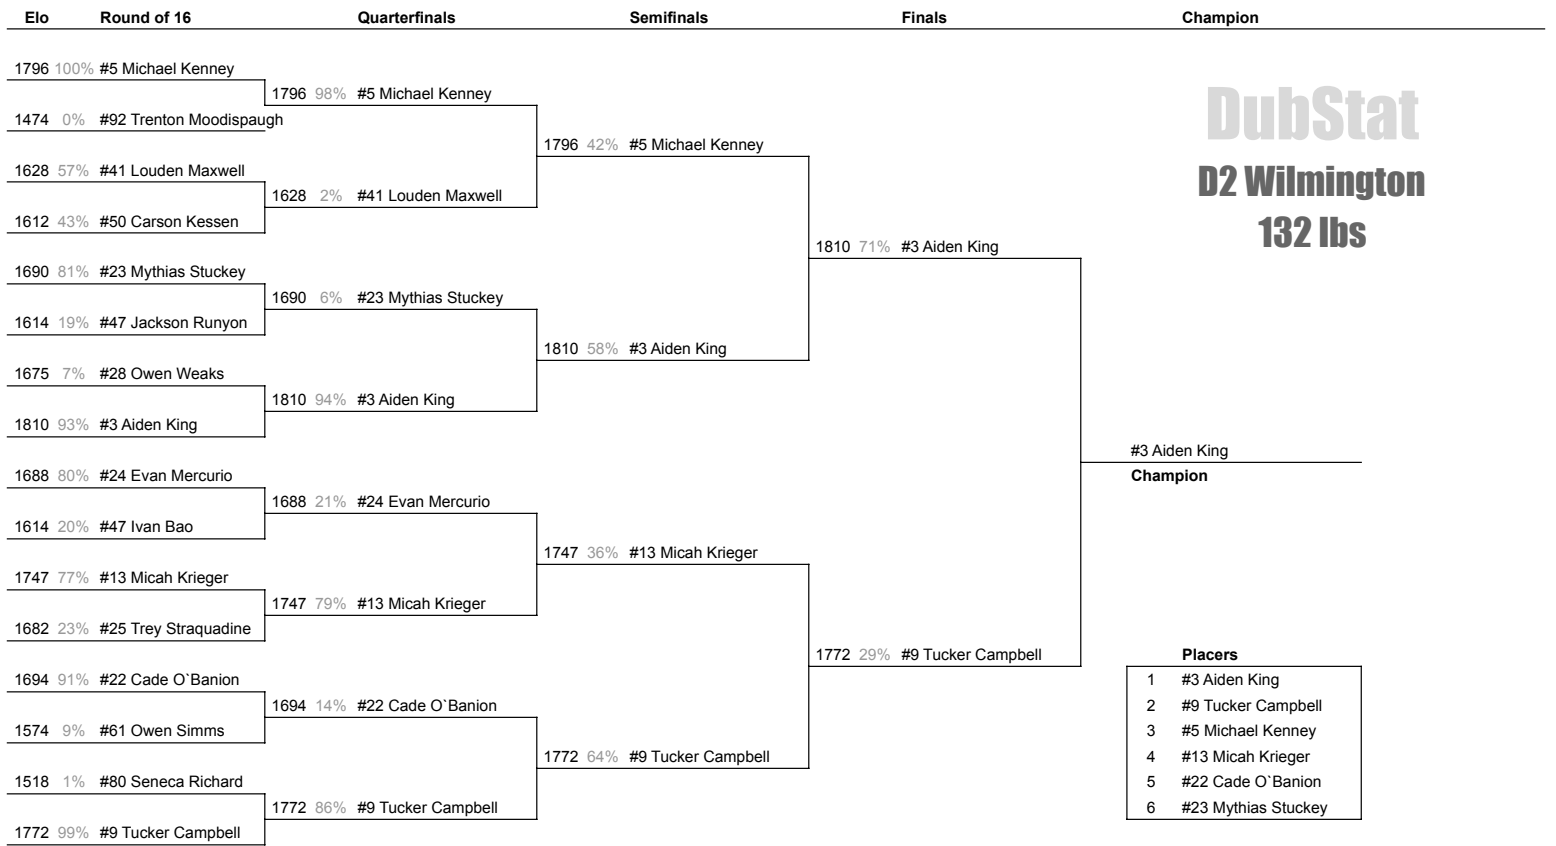 Elo Round of 16 Quarterfinals Semifinals Finals Champion
1796 100% #5 Michael Kenney
1796 98% #5 Michael Kenney
DubStat
1474 0% #92 Trenton Moodispaugh
1796 42% #5 Michael Kenney
1628 57% #41 Louden Maxwell
D2 Wilmington
1628 2% #41 Louden Maxwell
1612 43% #50 Carson Kessen
132 lbs
1810 71% #3 Aiden King
1690 81% #23 Mythias Stuckey
1690 6% #23 Mythias Stuckey
1614 19% #47 Jackson Runyon
1810 58% #3 Aiden King
1675 7% #28 Owen Weaks
1810 94% #3 Aiden King
1810 93% #3 Aiden King
#3 Aiden King
1688 80% #24 Evan Mercurio
Champion
1688 21% #24 Evan Mercurio
1614 20% #47 Ivan Bao
1747 36% #13 Micah Krieger
1747 77% #13 Micah Krieger
1747 79% #13 Micah Krieger
1682 23% #25 Trey Straquadine
1772 29% #9 Tucker Campbell
Placers
1694 91% #22 Cade O`Banion
1 #3 Aiden King
1694 14% #22 Cade O`Banion
2 #9 Tucker Campbell
1574 9% #61 Owen Simms
3 #5 Michael Kenney
1772 64% #9 Tucker Campbell
4 #13 Micah Krieger
1518 1% #80 Seneca Richard
5 #22 Cade O`Banion
1772 86% #9 Tucker Campbell
6 #23 Mythias Stuckey
1772 99% #9 Tucker Campbell